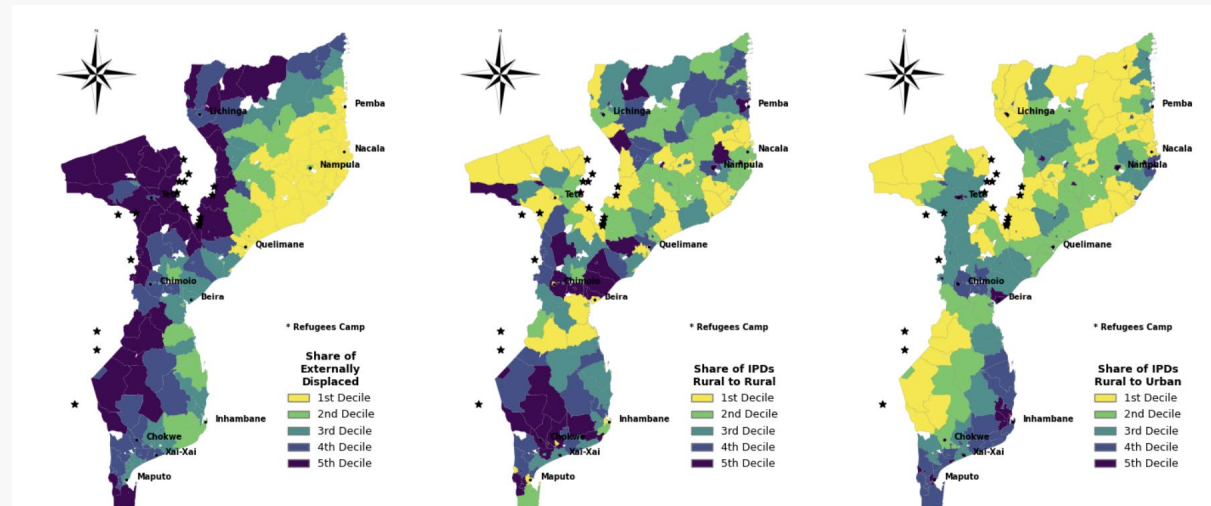 N
Lichinga
Pemba
Nacala
Nampula
Tete
Quelimane
Chimoio
Beira
* Refugees Camp
Share of
Externally
Displaced
1st Decile
2nd Decile
3rd Decile
4th Decile
5th Decile
Inhambane
Chokwe
Xai-Xai
Maputo
N
Lichinga
Pemba
Nacala
Nampula
Tete
Quelimane
Chimoio
Beira
* Refugees Camp
Share of IPDs
Rural to Rural
1st Decile
2nd Decile
3rd Decile
4th Decile
5th Decile
Inhambane
Chokwe
Xai-Xai
Maputo
N
Lichinga
Pemba
Nacala
Nampula
Tete
Quelimane
Chimoio
Beira
* Refugees Camp
Share of IPDs
Rural to Urban
1st Decile
2nd Decile
3rd Decile
4th Decile
5th Decile
Inhambane
Chokwe
Xai-Xai
Maputo